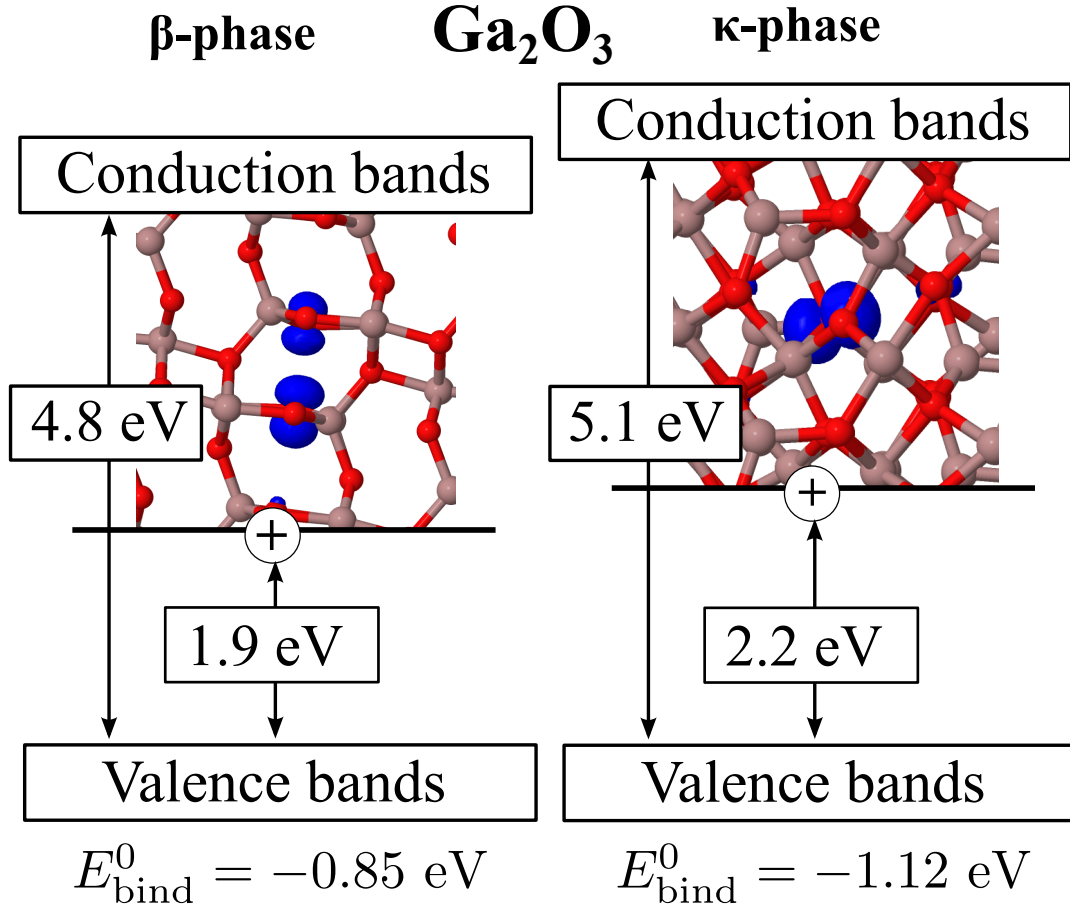 β-phase Ga₂O₃ κ-phase
Conduction bands
Conduction bands
4.8 eV
5.1 eV
+
+
1.9 eV
2.2 eV
Valence bands
Valence bands
E⁰bind = −0.85 eV
E⁰bind = −1.12 eV